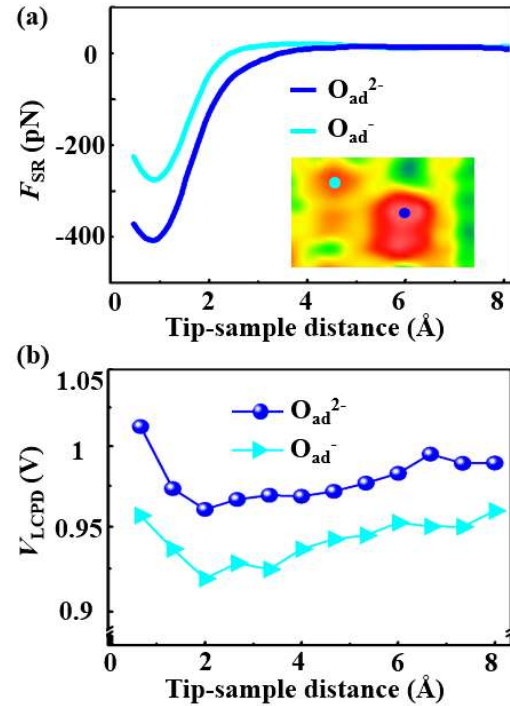 (a)
0
-200
-400
F_SR (pN)
O_ad^2-
O_ad^-
0 2 4 6 8
Tip-sample distance (Å)
(b)
1.05
1
0.95
0.9
V_LCPD (V)
O_ad^2-
O_ad^-
0 2 4 6 8
Tip-sample distance (Å)